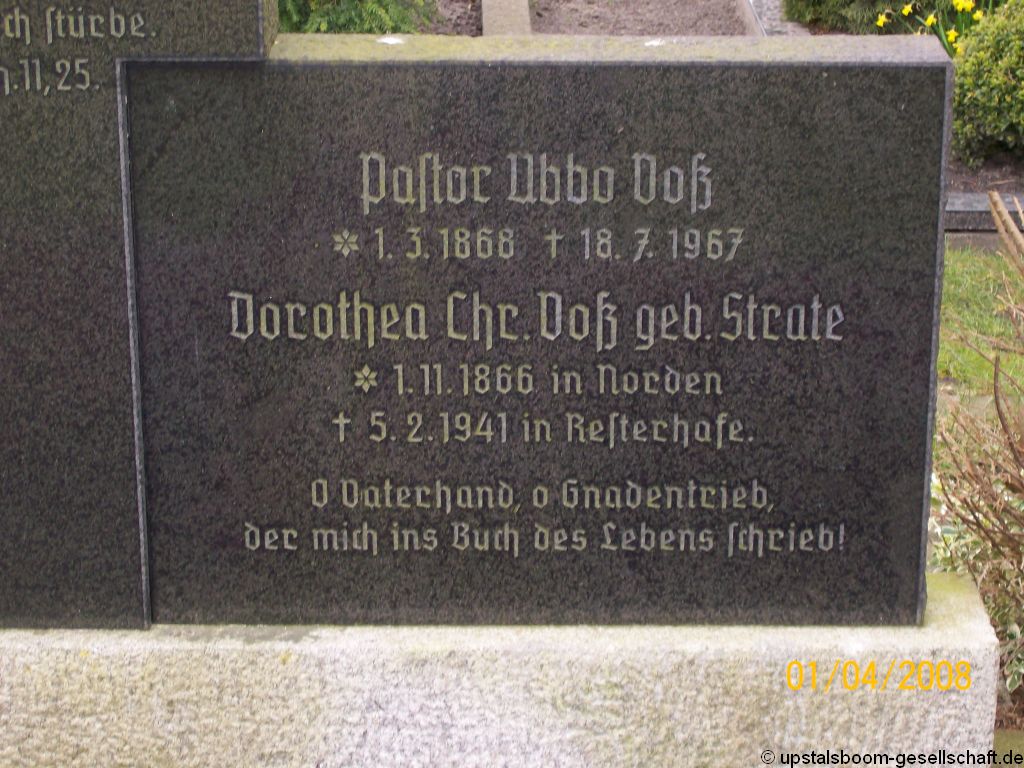 ch stürbe.
h.11,25.
Pastor Ubbo Voß
* 1.3.1868 † 18.7.1967
Dorothea Chr. Voß geb. Strate
* 1.11.1866 in Norden
† 5.2.1941 in Resterhafe.
O Vaterhand, o Gnadentrieb,
der mich ins Buch des Lebens schrieb!
01/04/2008
© upstalsboom-gesellschaft.de